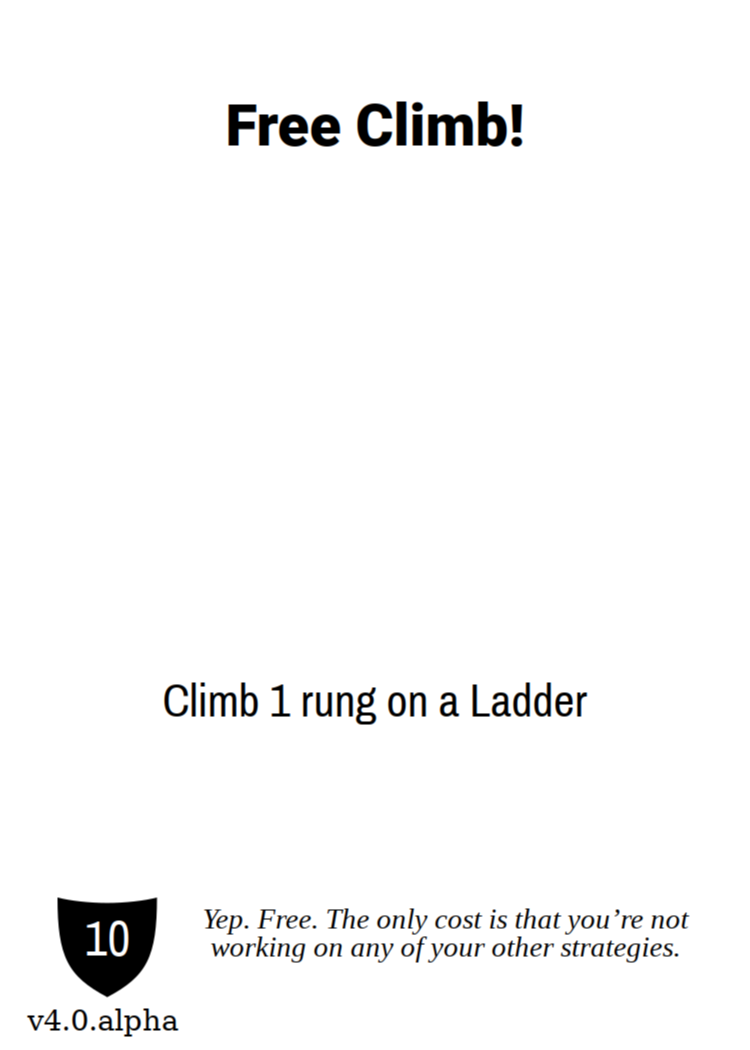 Free Climb!
Climb 1 rung on a Ladder
10
Yep. Free. The only cost is that you’re not
working on any of your other strategies.
v4.0.alpha